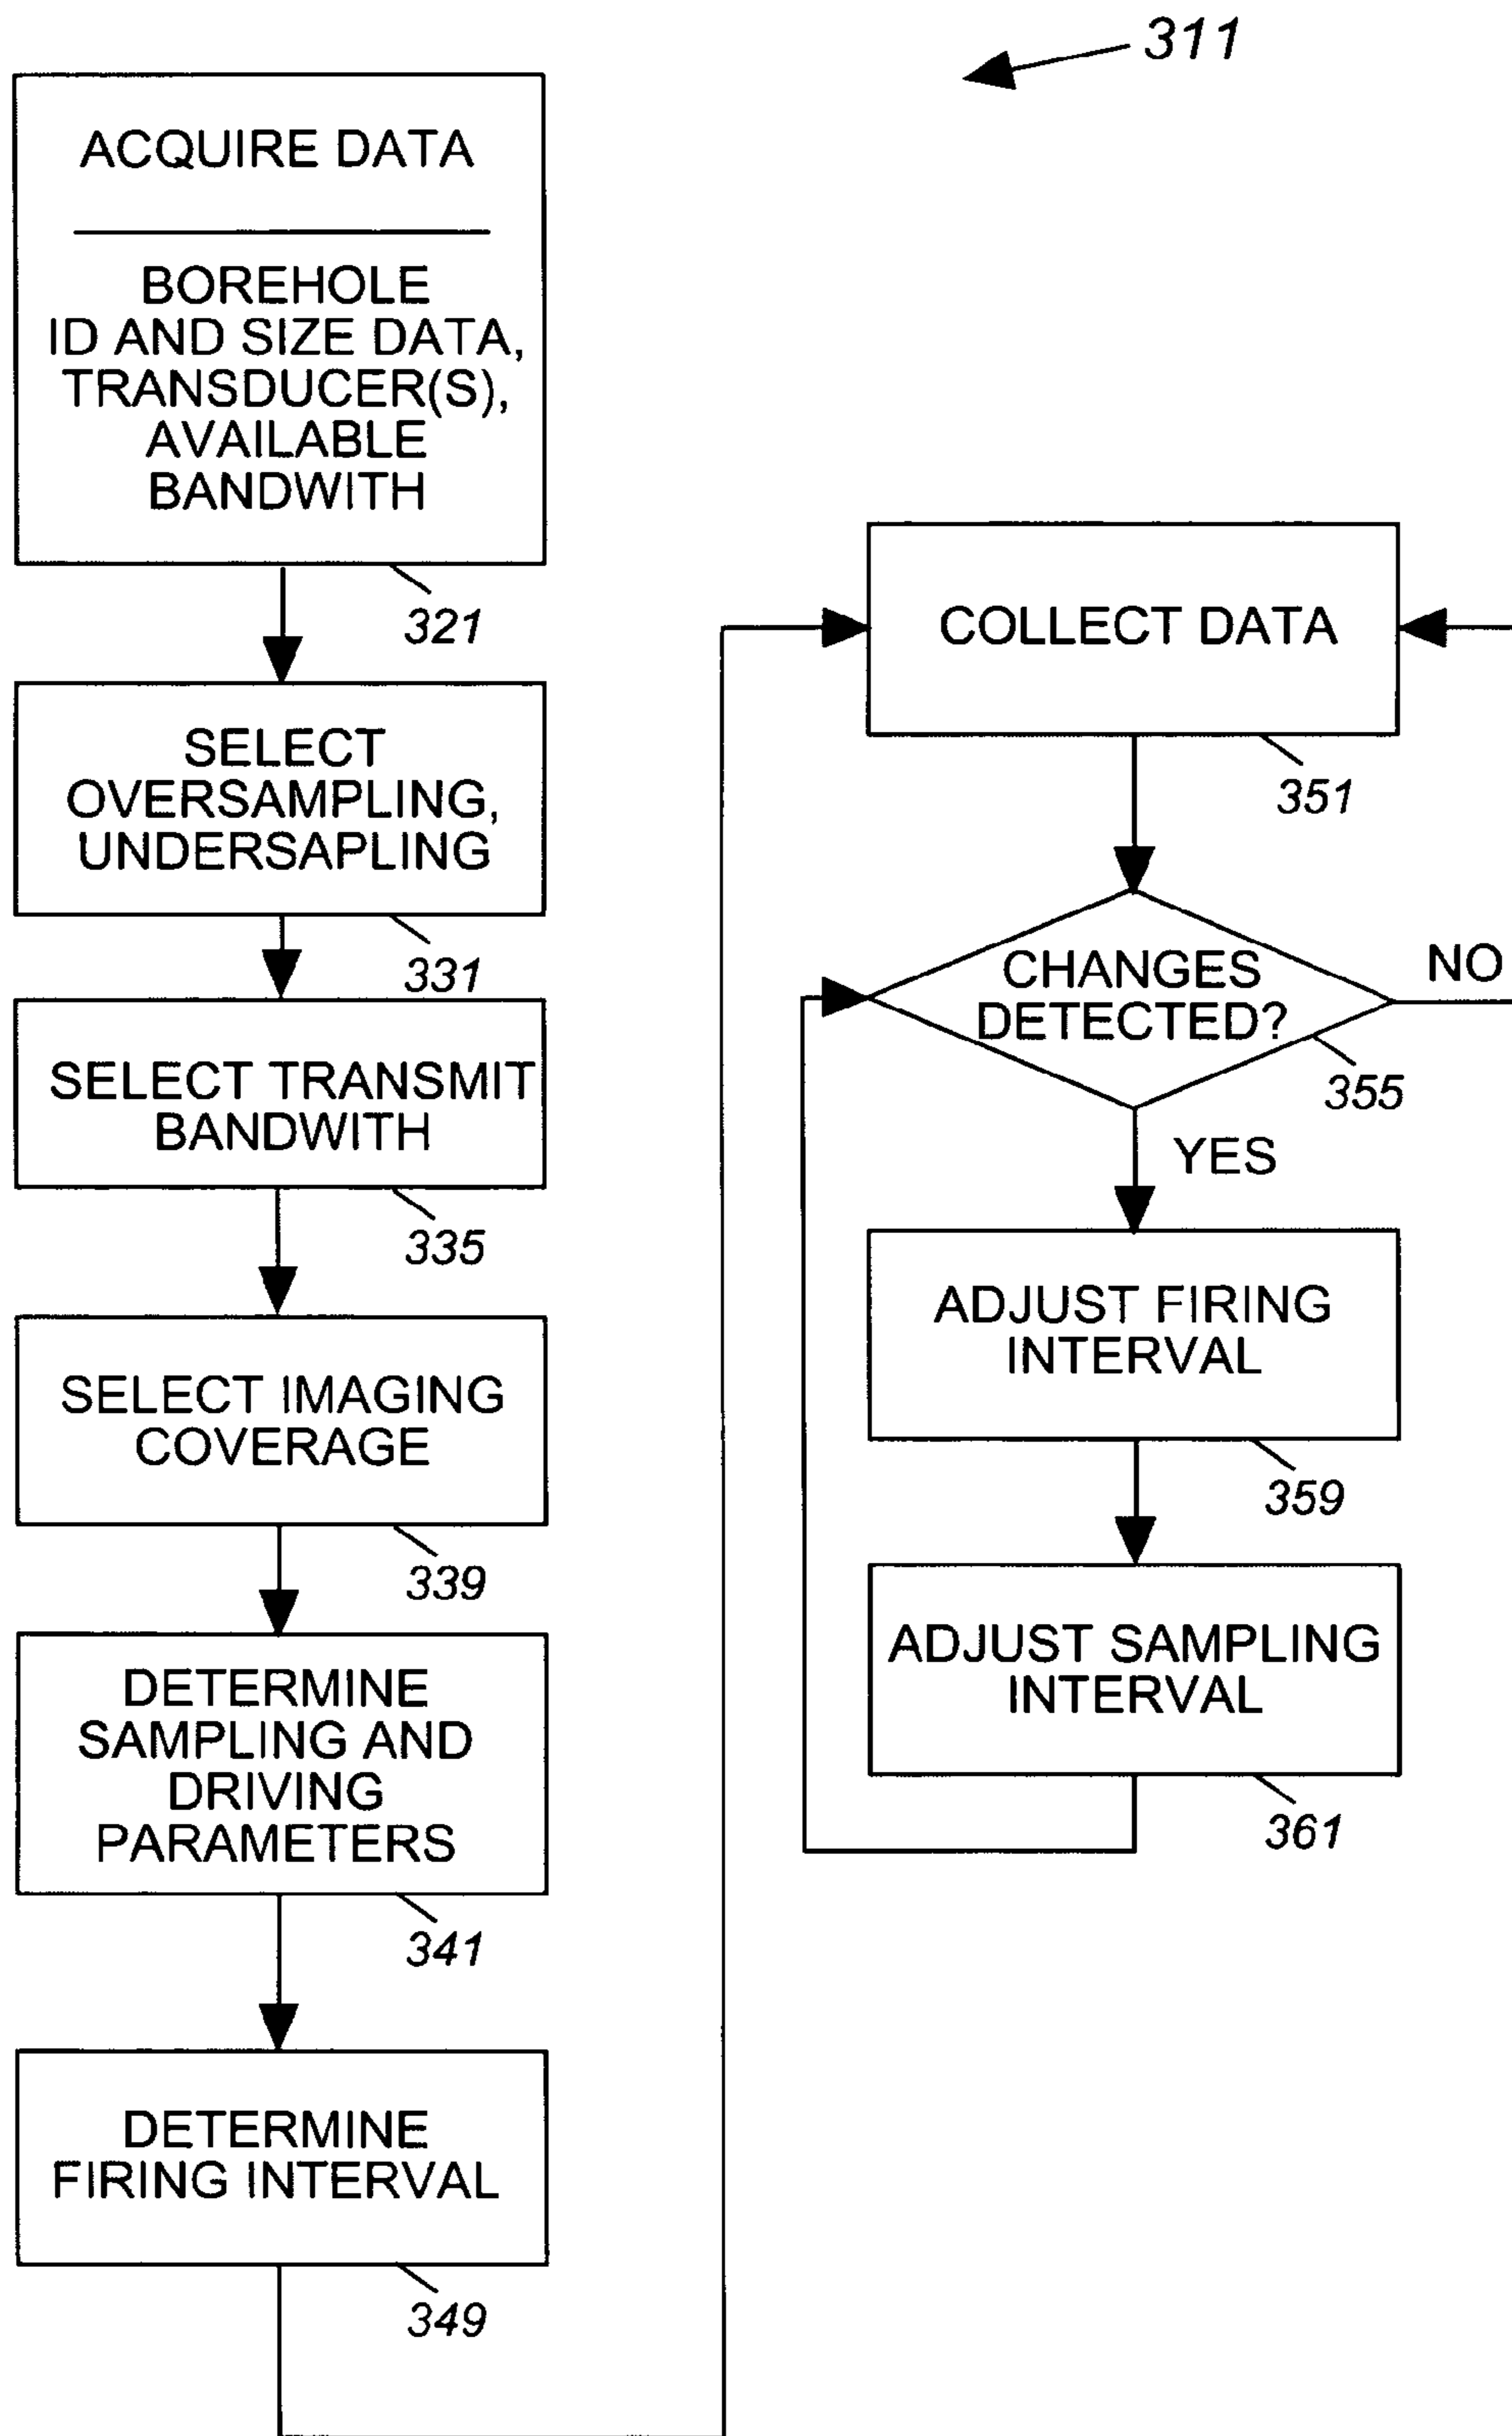 311
ACQUIRE DATA
BOREHOLE
ID AND SIZE DATA,
TRANSDUCER(S),
AVAILABLE
BANDWITH
321
SELECT
OVERSAMPLING,
UNDERSAPLING
331
SELECT TRANSMIT
BANDWITH
335
SELECT IMAGING
COVERAGE
339
DETERMINE
SAMPLING AND
DRIVING
PARAMETERS
341
DETERMINE
FIRING INTERVAL
349
COLLECT DATA
351
CHANGES
DETECTED?
NO
355
YES
ADJUST FIRING
INTERVAL
359
ADJUST SAMPLING
INTERVAL
361